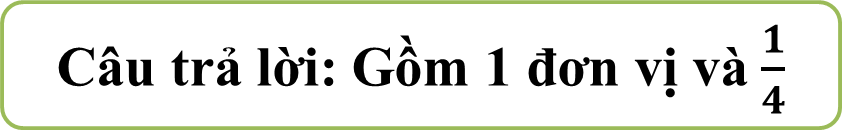 Câu trả lời: Gồm 1 đơn vị và 1/4